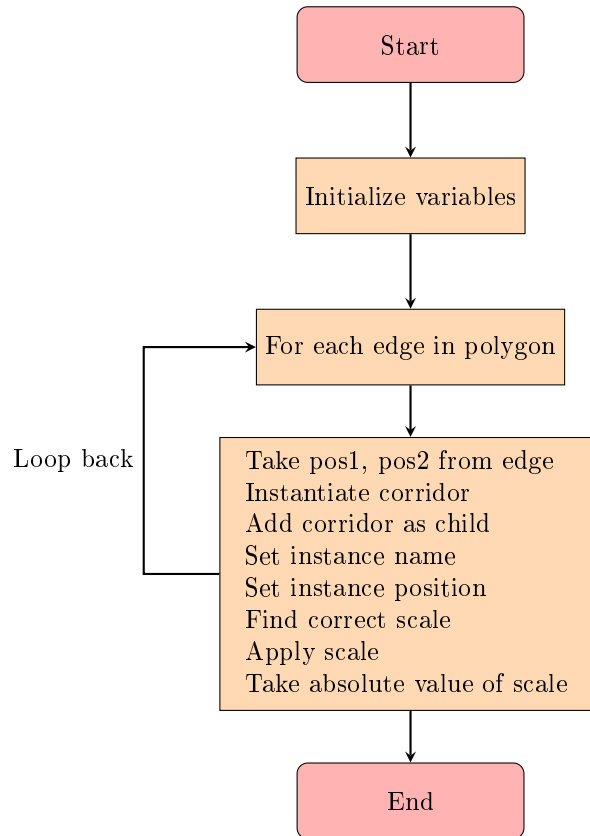 Start
Initialize variables
For each edge in polygon
Loop back
Take pos1, pos2 from edge
Instantiate corridor
Add corridor as child
Set instance name
Set instance position
Find correct scale
Apply scale
Take absolute value of scale
End